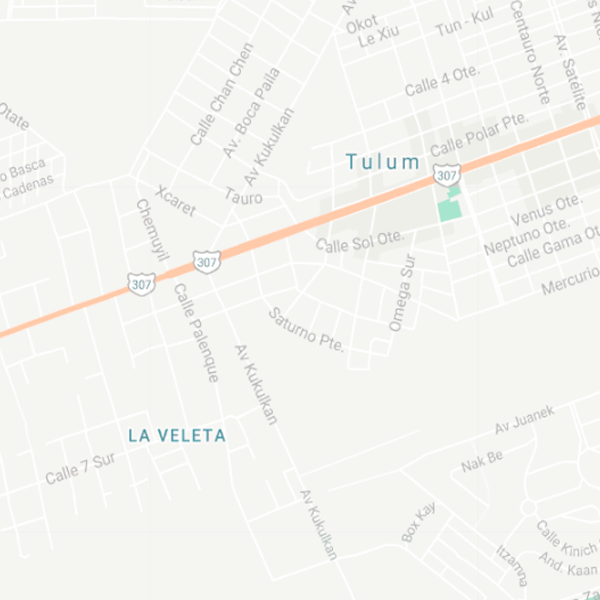 Okot
Le Xiu
Tun - Kul
Centauro Norte
Av. Satélite
Calle 4 Ote.
Calle Chan Chen
Av. Boca Paila
Av Kukulkan
Calle Polar Pte.
Otate
Tulum
307
o Basca
Cadenas
Xcaret
Tauro
Chemuyil
Venus Ote.
Calle Sol Ote.
Neptuno Ote.
Calle Gama Ot
307
307
Mercurio
Omega Sur
Calle Palenque
Saturno Pte.
Av Kukulkan
LA VELETA
Av Juanek
Calle 7 Sur
Nak Be
Av Kukulkan
Box Kay
Itzamna
Calle Kinich
And. Kaan